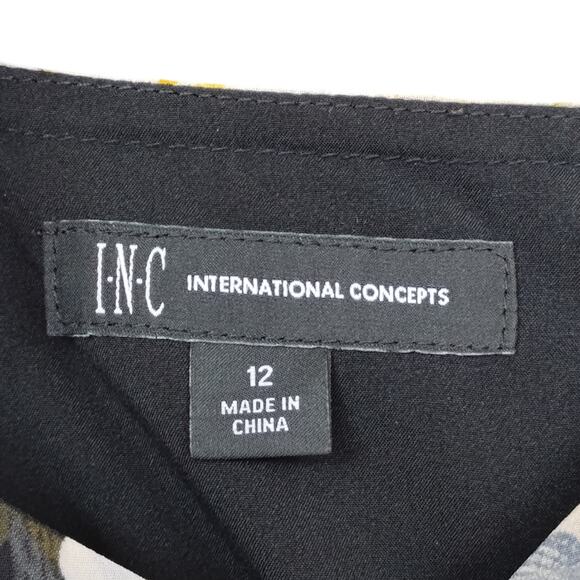 I·N·C INTERNATIONAL CONCEPTS
12
MADE IN
CHINA